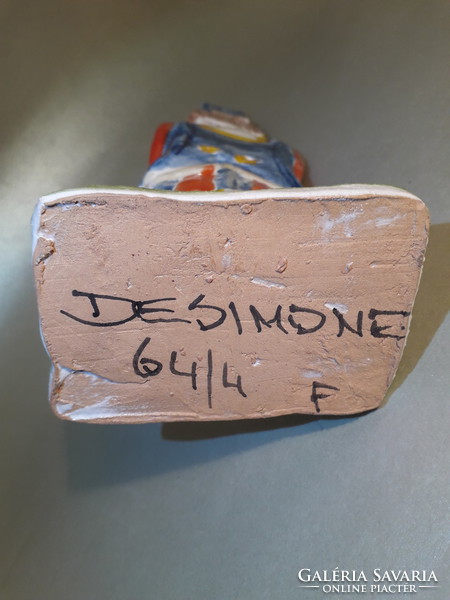 DESIMONE
64/4
F
GALÉRIA SAVARIA
ONLINE PIACTÉR